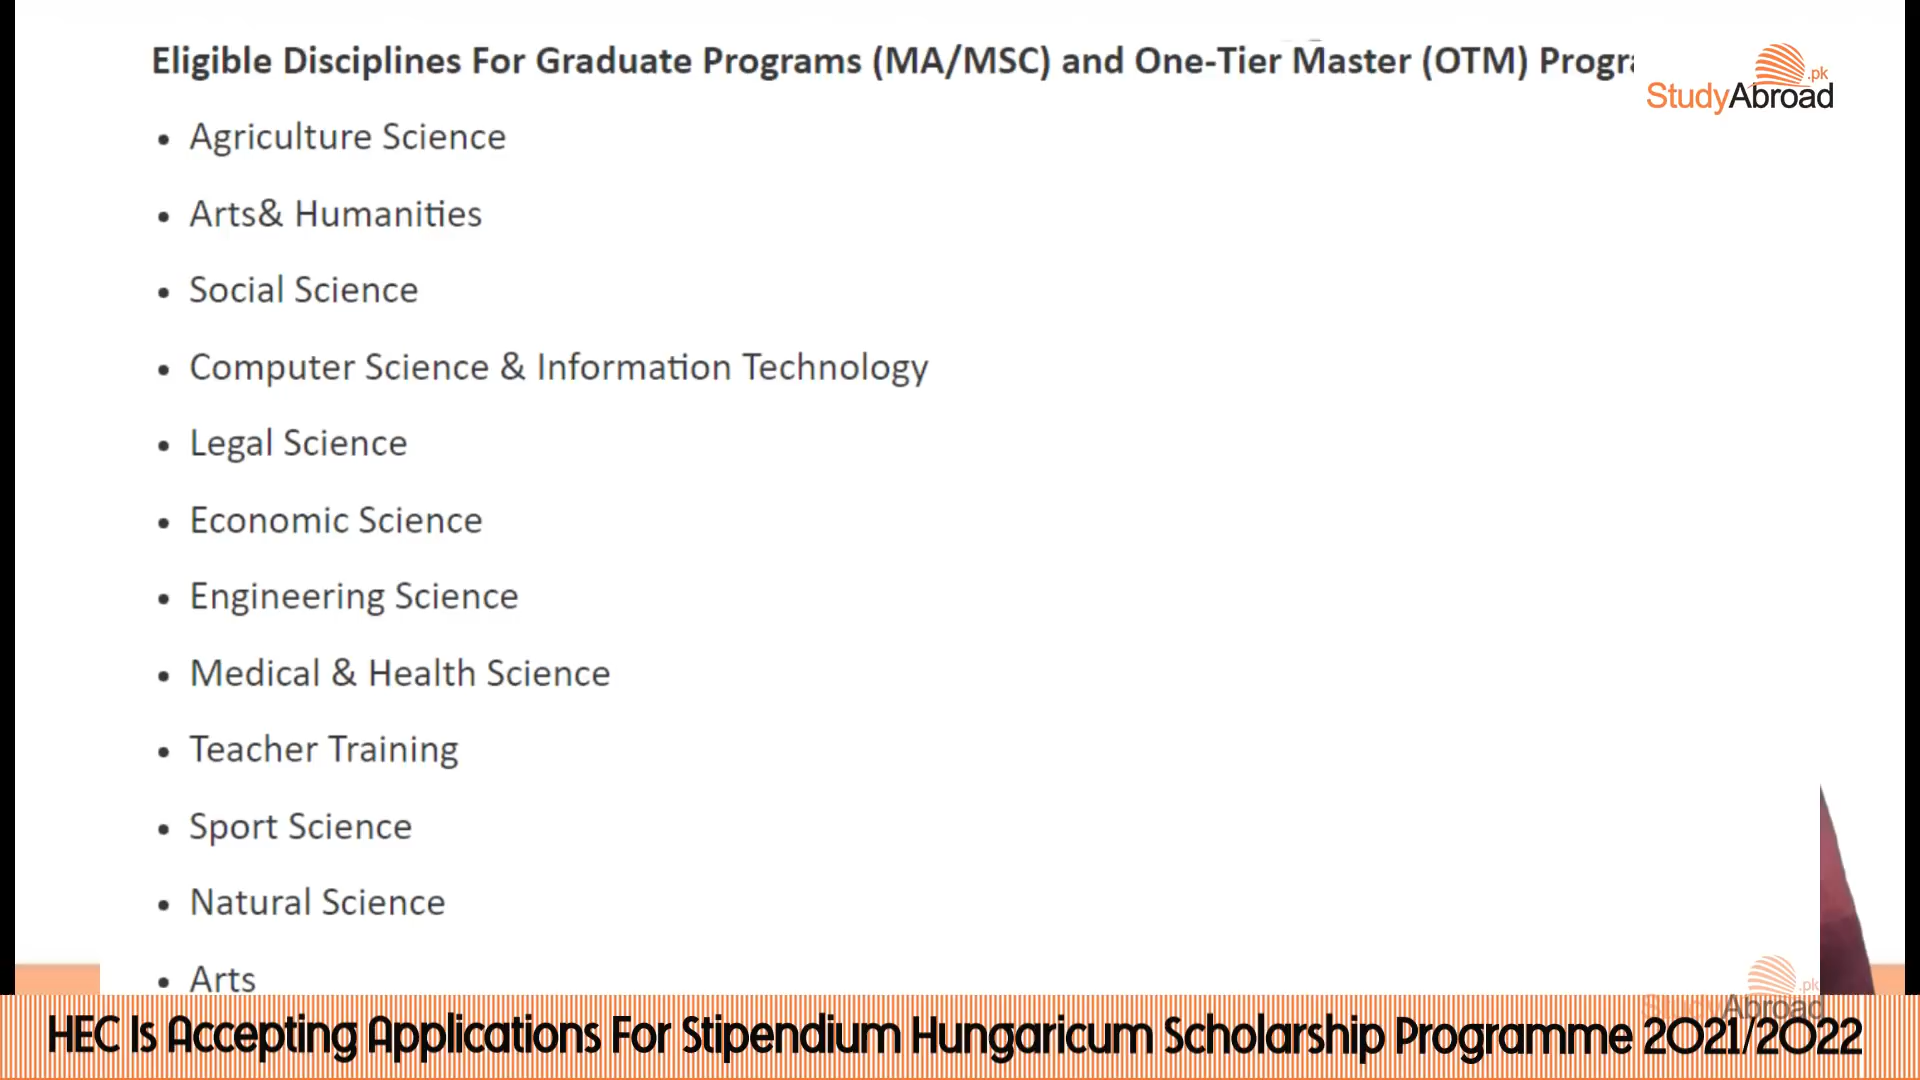 Eligible Disciplines For Graduate Programs (MA/MSC) and One-Tier Master (OTM)
StudyAbroad.pk
• Agriculture Science
• Arts& Humanities
• Social Science
• Computer Science & Information Technology
• Legal Science
• Economic Science
• Engineering Science
• Medical & Health Science
• Teacher Training
• Sport Science
• Natural Science
• Arts
StudyAbroad.pk
HEC Is Accepting Applications For Stipendium Hungaricum Scholarship Programme 2021/2022